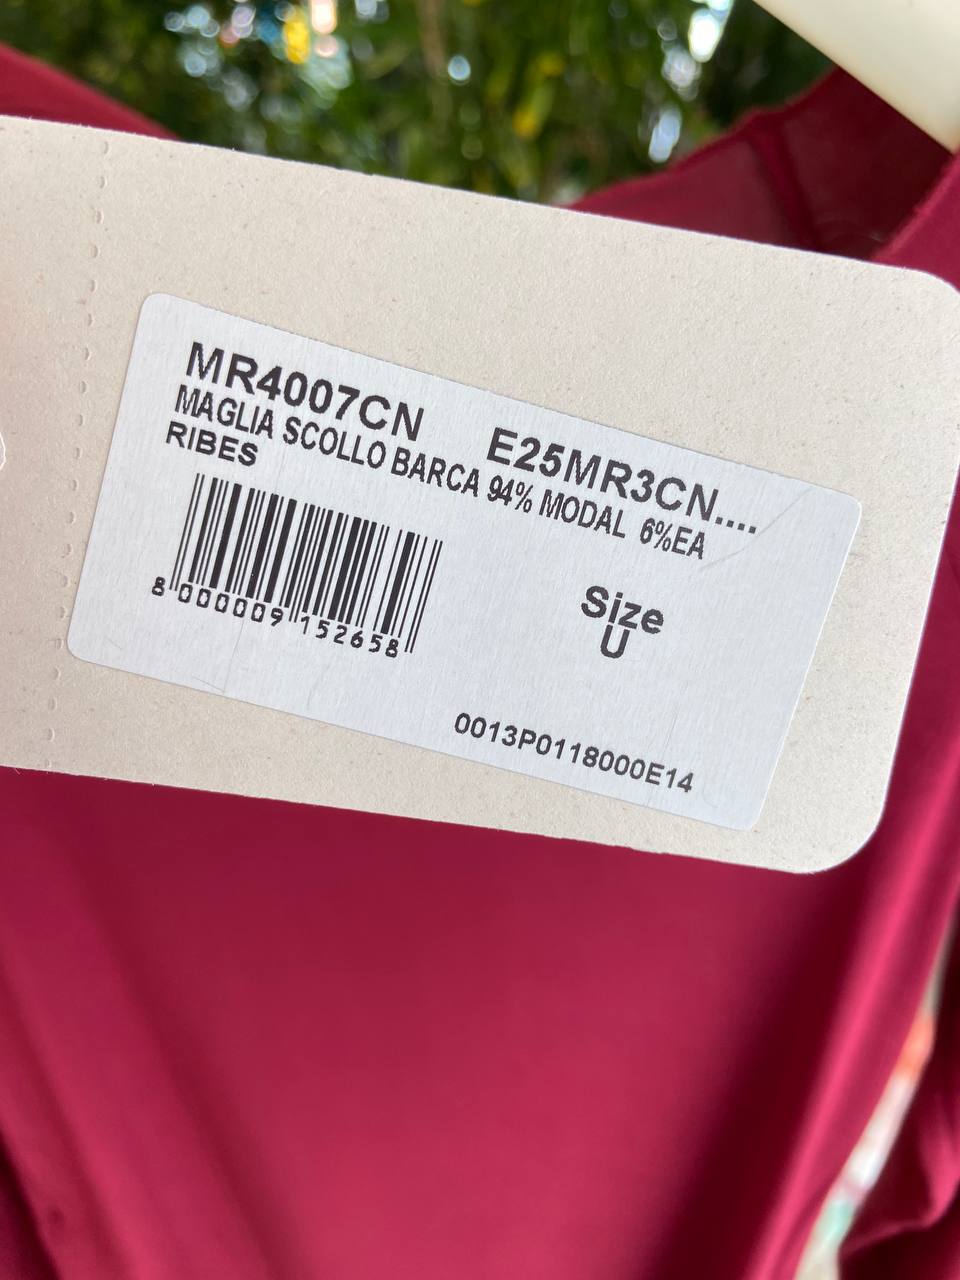 MR4007CN E25MR3CN....
MAGLIA SCOLLO BARCA 94% MODAL 6%EA
RIBES
8 000009 152658
Size
U
0013P0118000E14